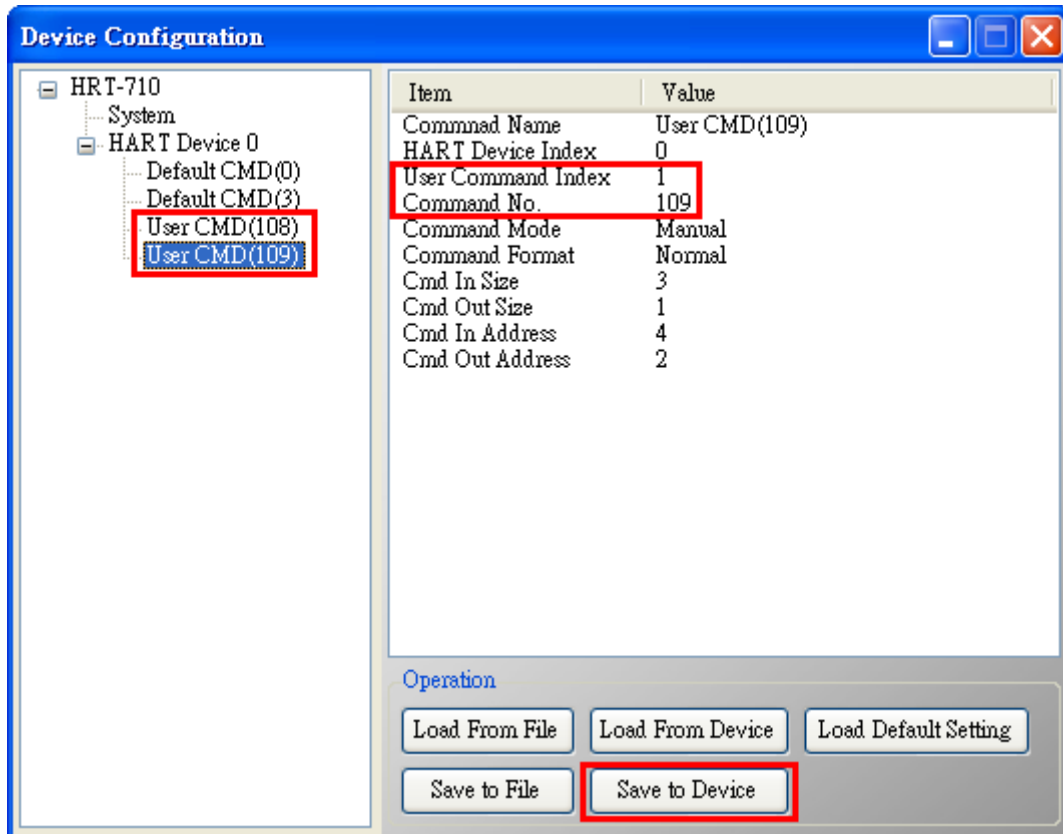 Device Configuration
HRT-710
System
HART Device 0
Default CMD(0)
Default CMD(3)
User CMD(108)
User CMD(109)
Item Value
Commnad Name User CMD(109)
HART Device Index 0
User Command Index 1
Command No. 109
Command Mode Manual
Command Format Normal
Cmd In Size 3
Cmd Out Size 1
Cmd In Address 4
Cmd Out Address 2
Operation
Load From File Load From Device Load Default Setting
Save to File Save to Device